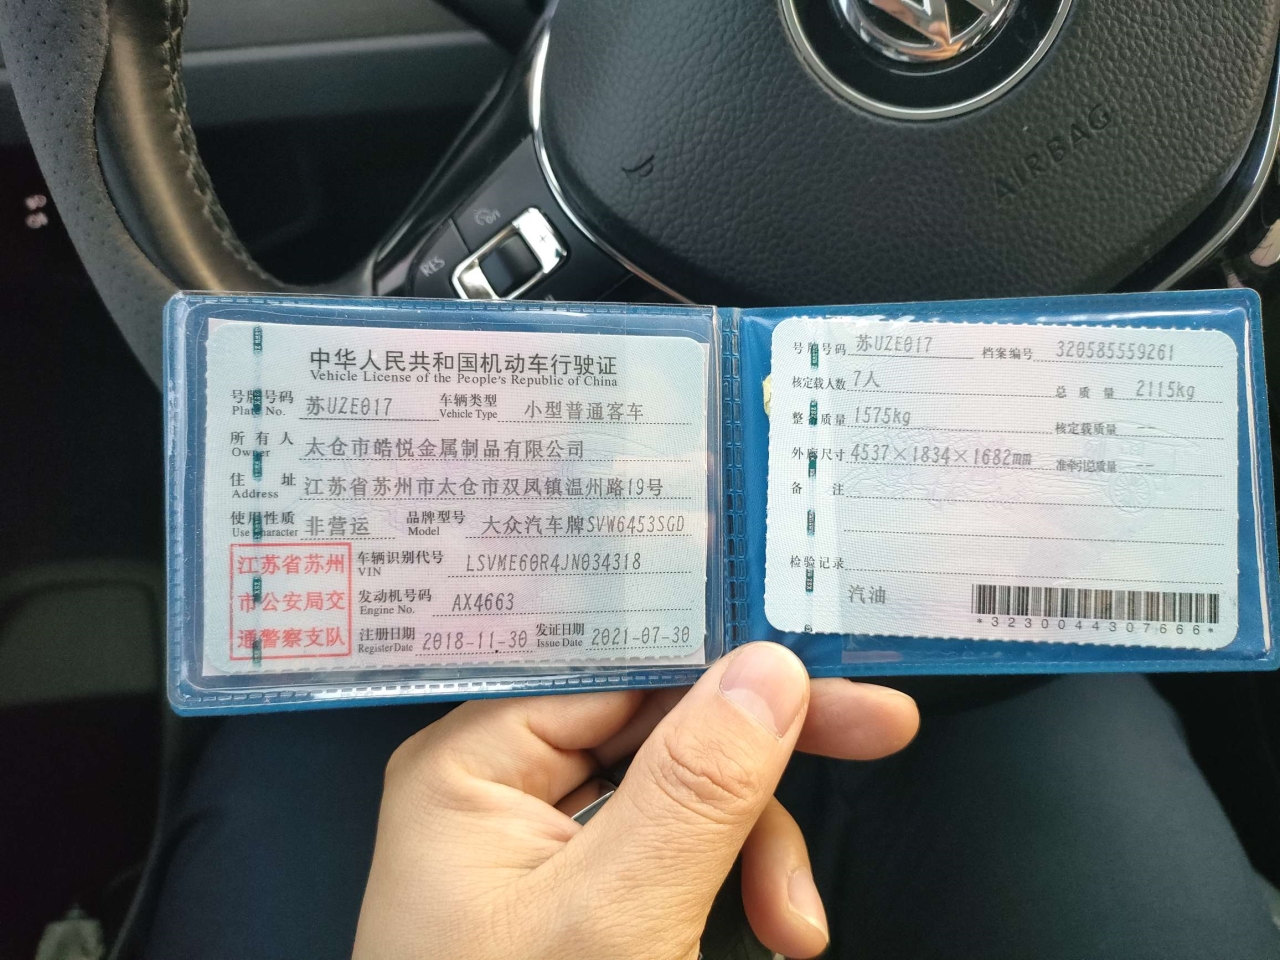 AIRBAG
RES
中华人民共和国机动车行驶证
Vehicle License of the People's Republic of China
号牌号码 苏UZE017 车辆类型 小型普通客车
Plate No. Vehicle Type
所有人 太仓市皓悦金属制品有限公司
Owner
住址 江苏省苏州市太仓市双凤镇温州路19号
Address
使用性质 非营运 品牌型号 大众汽车牌SVW6453SGD
Use Character Model
江苏省苏州
市公安局交
通警察支队
车辆识别代号 LSVME60R4JN034318
VIN
发动机号码 AX4663
Engine No.
注册日期 2018-11-30 发证日期 2021-07-30
Register Date Issue Date
号牌号码 苏UZE017 档案编号 320585559261
核定载人数 7人 总质量 2115kg
整备质量 1575kg 核定载质量 --
外廓尺寸 4537×1834×1682mm 准牵引总质量 --
备注
检验记录
汽油
*3230044307666*